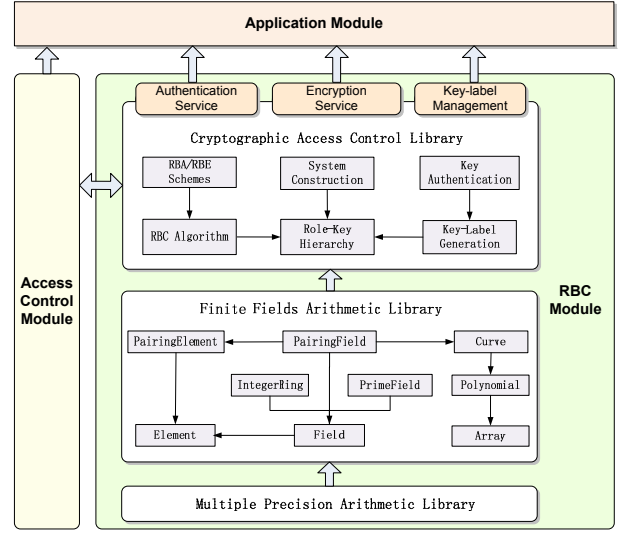 Application Module
Authentication
Service
Encryption
Service
Key-label
Management
Cryptographic Access Control Library
RBA/RBE
Schemes
System
Construction
Key
Authentication
RBC Algorithm
Role-Key
Hierarchy
Key-Label
Generation
Access
Control
Module
RBC
Module
Finite Fields Arithmetic Library
PairingElement
PairingField
Curve
IntegerRing
PrimeField
Polynomial
Element
Field
Array
Multiple Precision Arithmetic Library